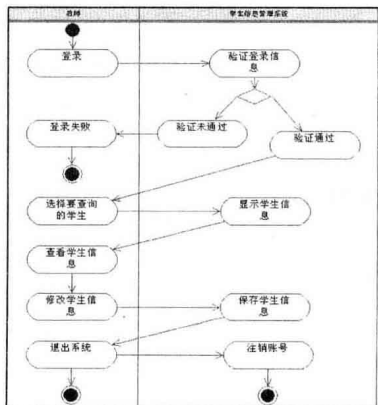 教师
学生信息管理系统
登录
验证登录信
息
登录失败
验证未通过
验证通过
选择要查询
的学生
显示学生信
息
查看学生信
息
修改学生信
息
保存学生信
息
退出系统
注销账号